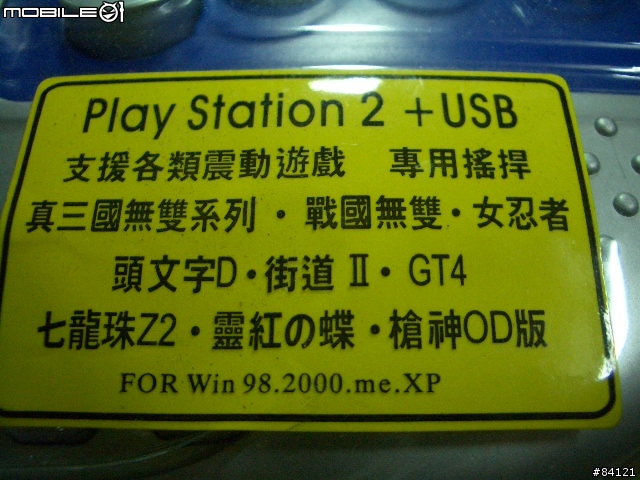 MOBILE01
Play Station 2 + USB
支援各類震動遊戲 專用搖捍
真三國無雙系列・戰國無雙・女忍者
頭文字D・街道 II・GT4
七龍珠Z2・靈紅の蝶・槍神OD版
FOR Win 98.2000.me.XP
#84121